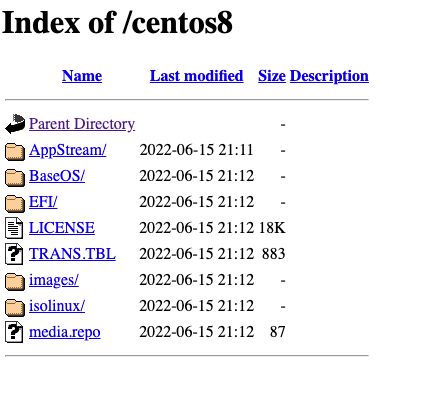 Index of /centos8
Name Last modified Size Description
Parent Directory -
AppStream/ 2022-06-15 21:11 -
BaseOS/ 2022-06-15 21:12 -
EFI/ 2022-06-15 21:12 -
LICENSE 2022-06-15 21:12 18K
? TRANS.TBL 2022-06-15 21:12 883
images/ 2022-06-15 21:12 -
isolinux/ 2022-06-15 21:12 -
? media.repo 2022-06-15 21:12 87